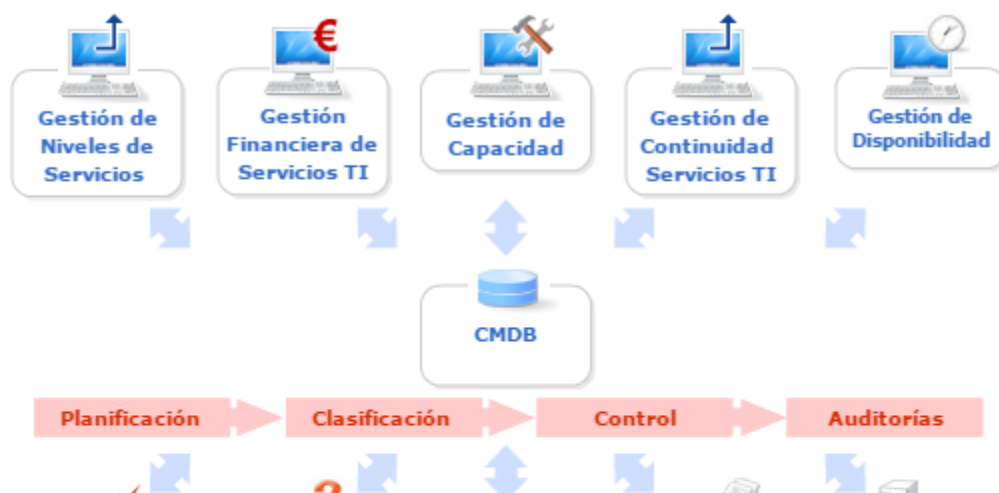 €
Gestión de
Niveles de
Servicios
Gestión
Financiera de
Servicios TI
Gestión de
Capacidad
Gestión de
Continuidad
Servicios TI
Gestión de
Disponibilidad
CMDB
Planificación
Clasificación
Control
Auditorías